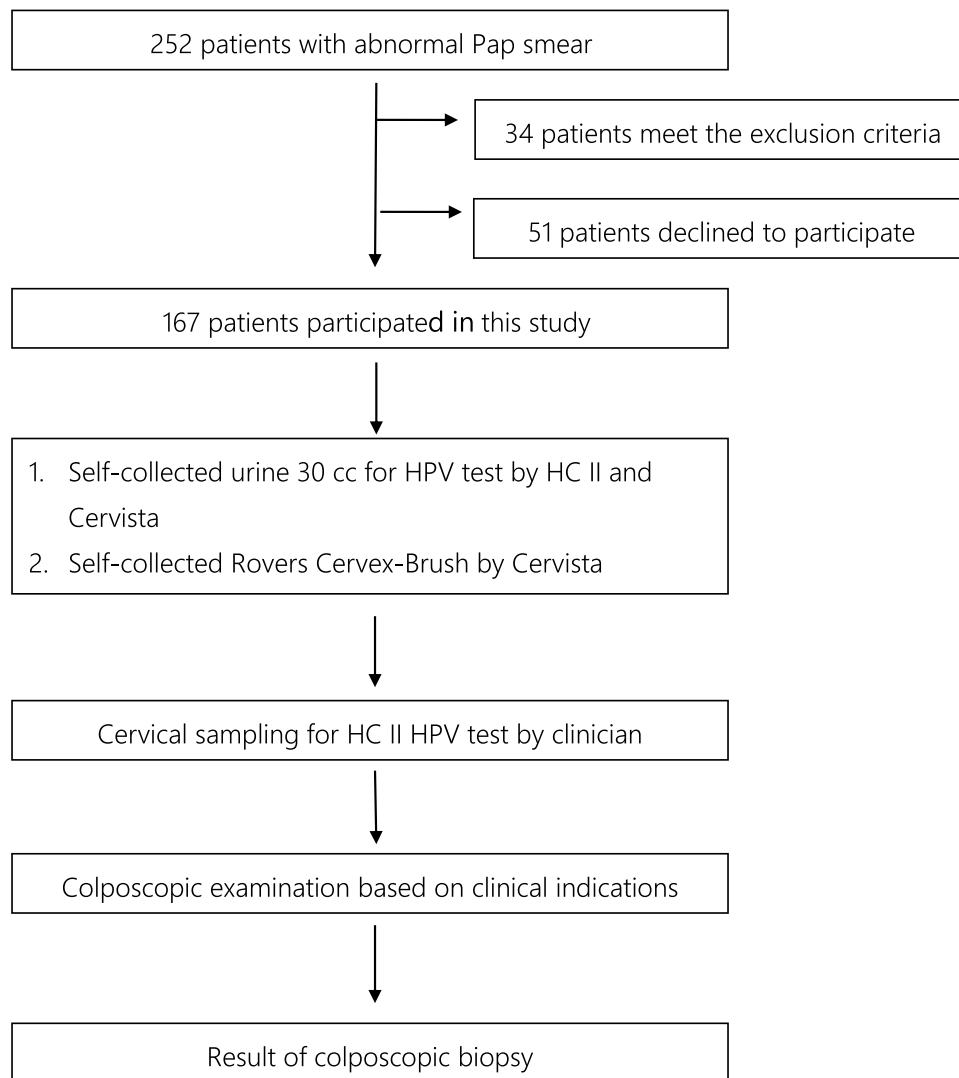 252 patients with abnormal Pap smear
34 patients meet the exclusion criteria
51 patients declined to participate
167 patients participated in this study
1. Self-collected urine 30 cc for HPV test by HC II and
Cervista
2. Self-collected Rovers Cervex-Brush by Cervista
Cervical sampling for HC II HPV test by clinician
Colposcopic examination based on clinical indications
Result of colposcopic biopsy